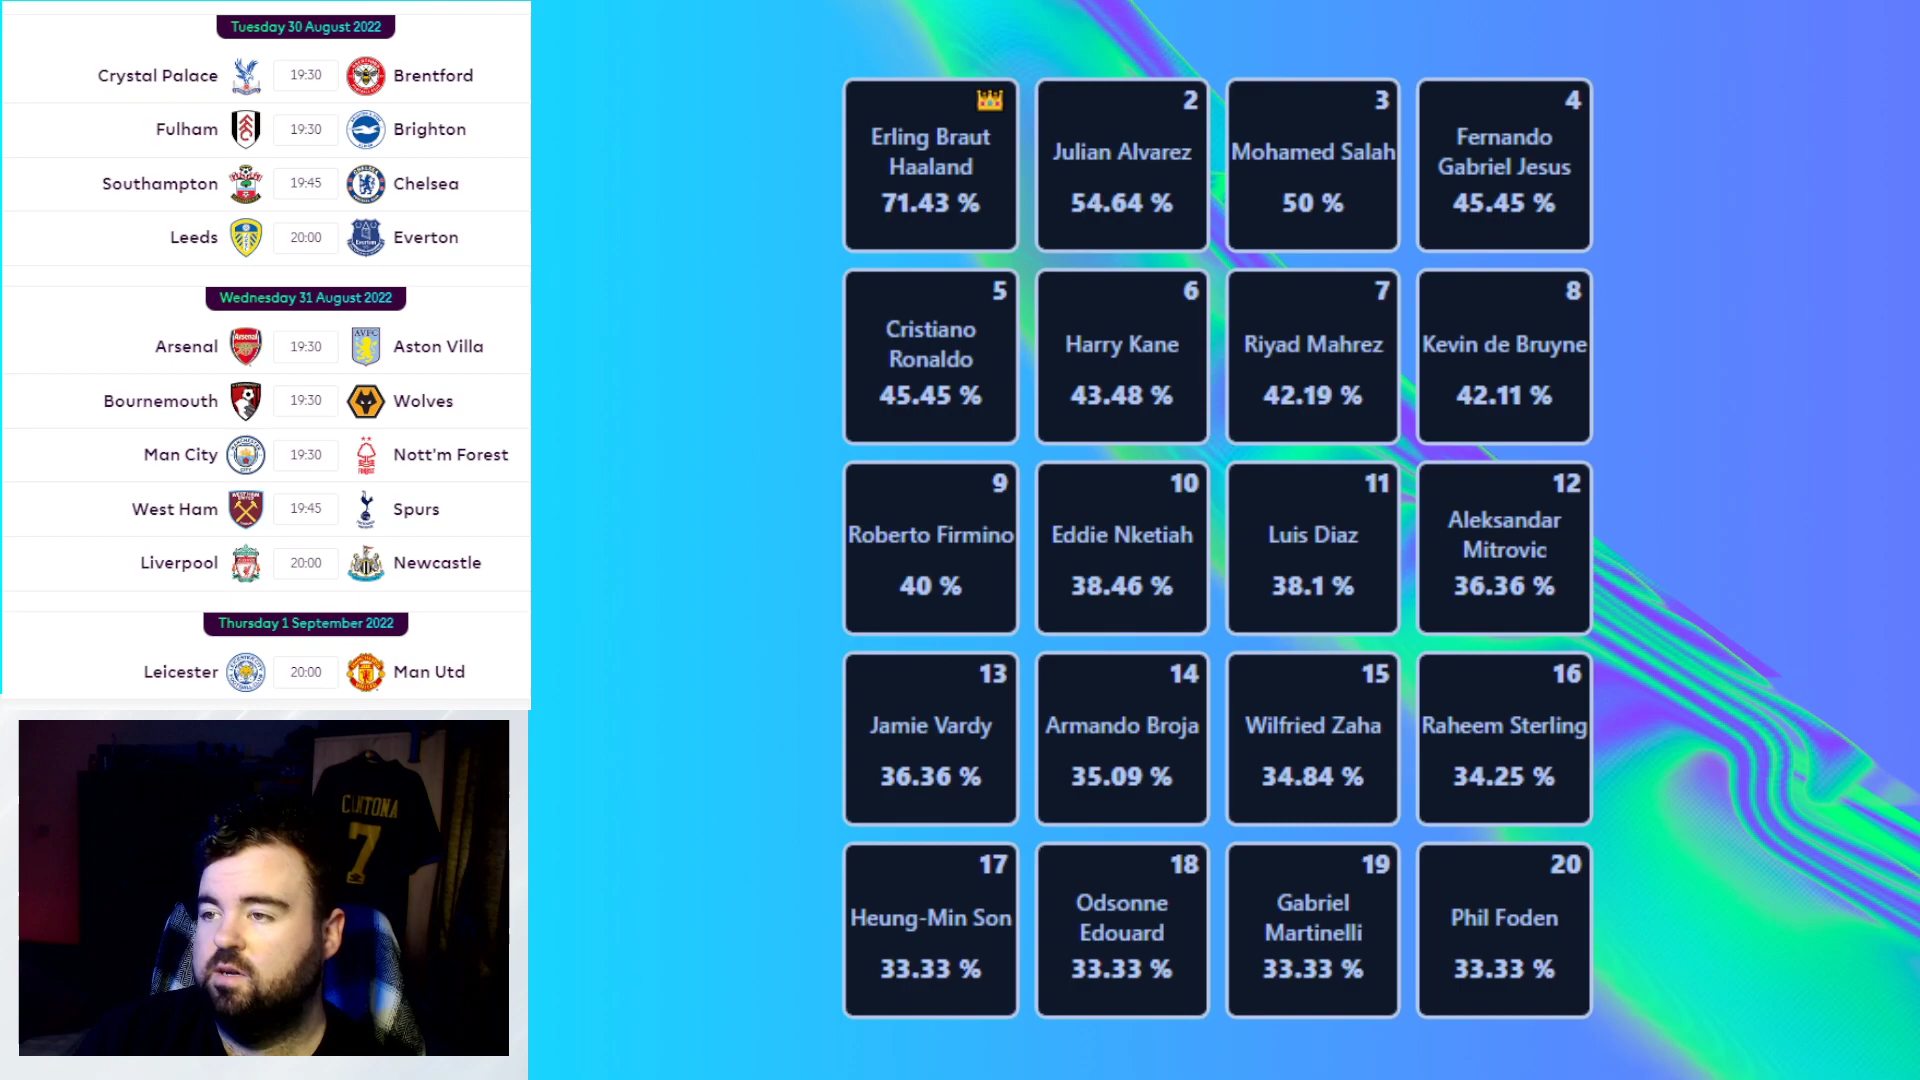 Tuesday 30 August 2022
Crystal Palace 19:30 Brentford
Fulham 19:30 Brighton
Southampton 19:45 Chelsea
Leeds 20:00 Everton
Wednesday 31 August 2022
Arsenal 19:30 Aston Villa
Bournemouth 19:30 Wolves
Man City 19:30 Nott'm Forest
West Ham 19:45 Spurs
Liverpool 20:00 Newcastle
Thursday 1 September 2022
Leicester 20:00 Man Utd
Erling Braut
Haaland
71.43 %
2
Julian Alvarez
54.64 %
3
Mohamed Salah
50 %
4
Fernando
Gabriel Jesus
45.45 %
5
Cristiano
Ronaldo
45.45 %
6
Harry Kane
43.48 %
7
Riyad Mahrez
42.19 %
8
Kevin de Bruyne
42.11 %
9
Roberto Firmino
40 %
10
Eddie Nketiah
38.46 %
11
Luis Diaz
38.1 %
12
Aleksandar
Mitrovic
36.36 %
13
Jamie Vardy
36.36 %
14
Armando Broja
35.09 %
15
Wilfried Zaha
34.84 %
16
Raheem Sterling
34.25 %
17
Heung-Min Son
33.33 %
18
Odsonne
Edouard
33.33 %
19
Gabriel
Martinelli
33.33 %
20
Phil Foden
33.33 %
CANTONA
7